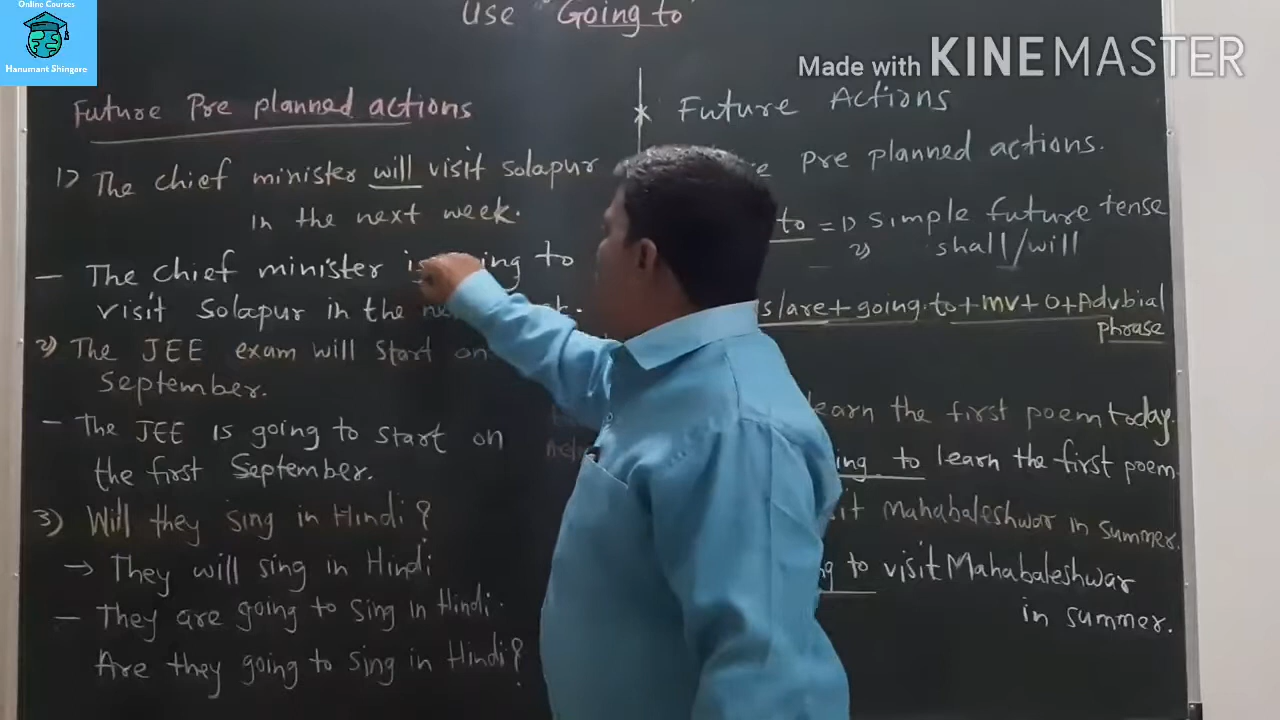 Online Courses
Hanumant Shingare
Made with KINEMASTER
Use "Going to"
Future Pre planned actions
1) The chief minister will visit Solapur
in the next week.
- The Chief minister to
visit Solapur in the
2) The JEE exam will start on
September.
- The JEE is going to start on
the first September.
3) Will they sing in Hindi?
→ They will sing in Hindi
- They are going to sing in Hindi.
Are they going to sing in Hindi?
Future Actions
Pre planned actions.
to = 1) Simple future tense
2) shall/will
/are + going to + mv + O + Advbial
phrase
learn the first poem today.
to learn the first poem.
Mahabaleshwar in summer.
to visit Mahabaleshwar
in summer.